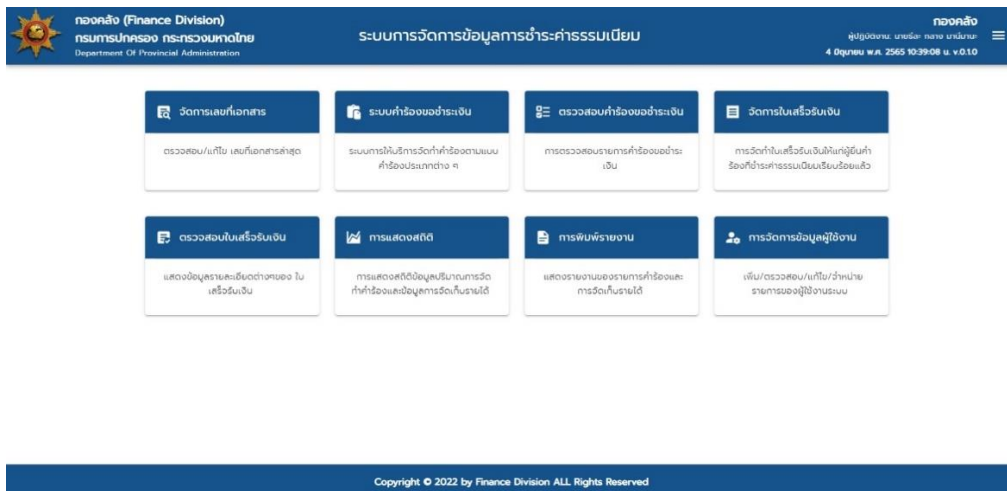 กองคลัง (Finance Division)
กรมการปกครอง กระทรวงมหาดไทย
Department Of Provincial Administration
ระบบการจัดการข้อมูลการชำระค่าธรรมเนียม
กองคลัง
ผู้ปฏิบัติงาน: นายธีละ กลาง มานะมานะ
4 มิถุนายน พ.ศ. 2565 10:39:08 น. v.0.1.0
จัดการเลขที่เอกสาร
ตรวจสอบ/แก้ไข เลขที่เอกสารล่าสุด
ระบบคำร้องขอชำระเงิน
ระบบการให้บริการจัดทำคำร้องตามแบบ
คำร้องประเภทต่าง ๆ
ตรวจสอบคำร้องขอชำระเงิน
การตรวจสอบรายการคำร้องขอชำระ
เงิน
จัดการใบเสร็จรับเงิน
การจัดทำใบเสร็จรับเงินให้แก่ผู้ยื่นคำ
ร้องที่ชำระค่าธรรมเนียมเรียบร้อยแล้ว
ตรวจสอบใบเสร็จรับเงิน
แสดงข้อมูลรายละเอียดต่างๆของ ใบ
เสร็จรับเงิน
การแสดงสถิติ
การแสดงสถิติข้อมูลปริมาณการจัด
ทำคำร้องและข้อมูลการจัดเก็บรายได้
การพิมพ์รายงาน
แสดงรายงานของรายการคำร้องและ
การจัดเก็บรายได้
การจัดการข้อมูลผู้ใช้งาน
เพิ่ม/ตรวจสอบ/แก้ไข/จำหน่าย
รายการของผู้ใช้งานระบบ
Copyright © 2022 by Finance Division ALL Rights Reserved